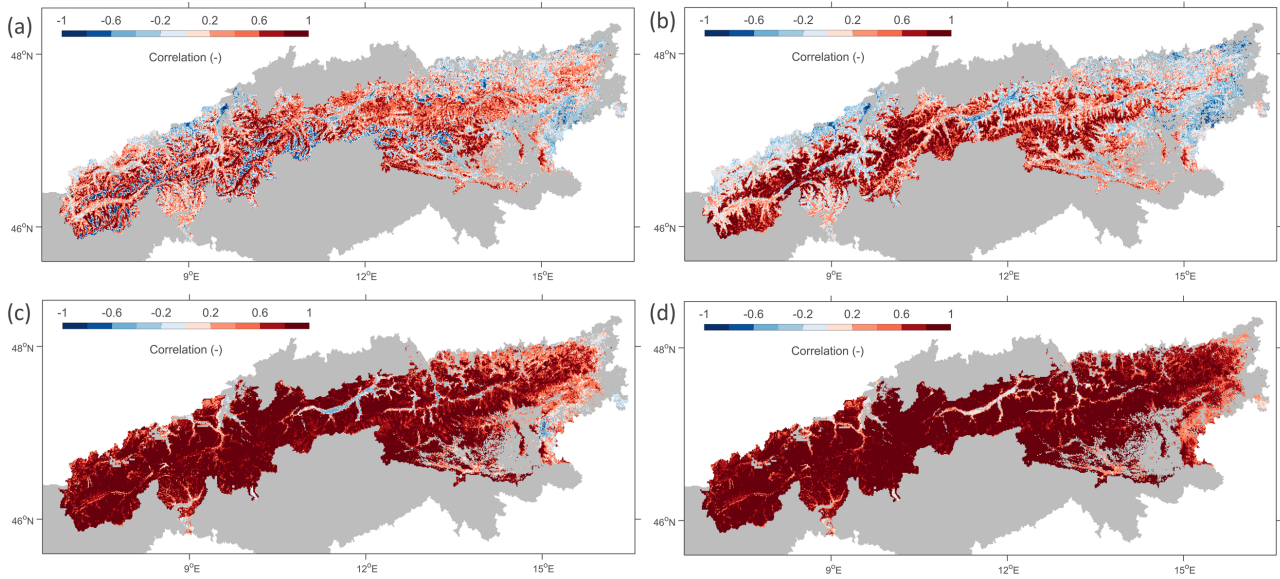 (a)
-1 -0.6 -0.2 0.2 0.6 1
Correlation (-)
48°N
46°N
9°E 12°E 15°E
(b)
-1 -0.6 -0.2 0.2 0.6 1
Correlation (-)
48°N
46°N
9°E 12°E 15°E
(c)
-1 -0.6 -0.2 0.2 0.6 1
Correlation (-)
48°N
46°N
9°E 12°E 15°E
(d)
-1 -0.6 -0.2 0.2 0.6 1
Correlation (-)
48°N
46°N
9°E 12°E 15°E